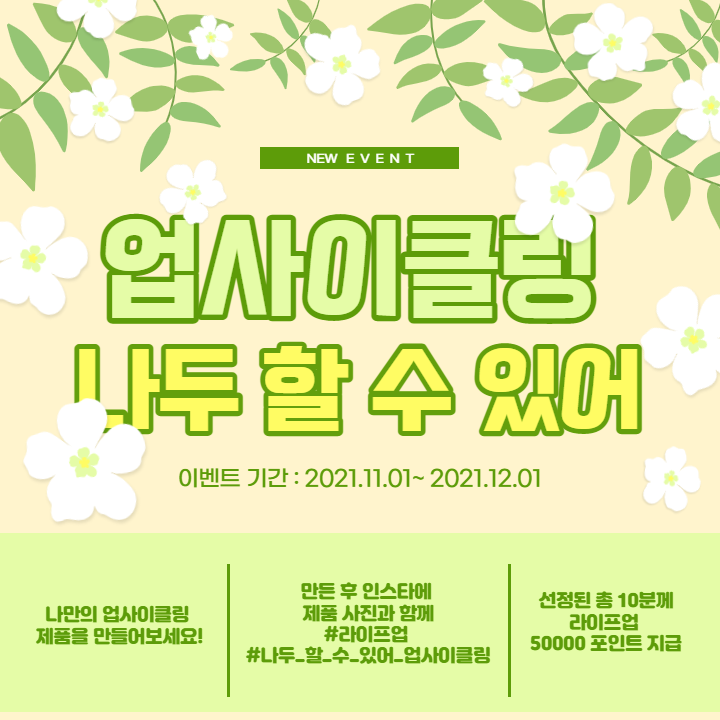 NEW EVENT
업사이클링
나두 할 수 있어
이벤트 기간 : 2021.11.01~ 2021.12.01
나만의 업사이클링
제품을 만들어보세요!
만든 후 인스타에
제품 사진과 함께
#라이프업
#나두_할_수_있어_업사이클링
선정된 총 10분께
라이프업
50000 포인트 지급